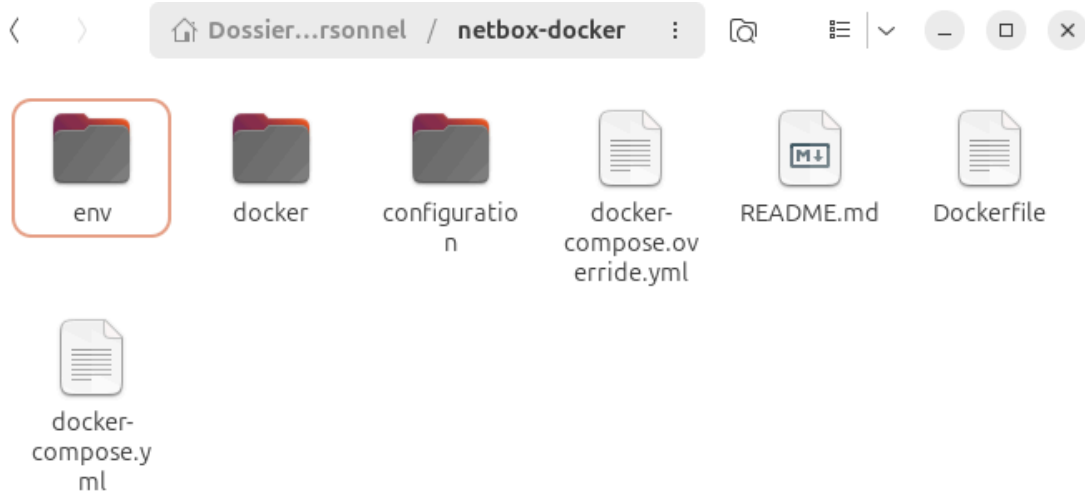 Dossier...rsonnel / netbox-docker
env
docker
configuratio
n
docker-
compose.ov
erride.yml
README.md
Dockerfile
docker-
compose.y
ml